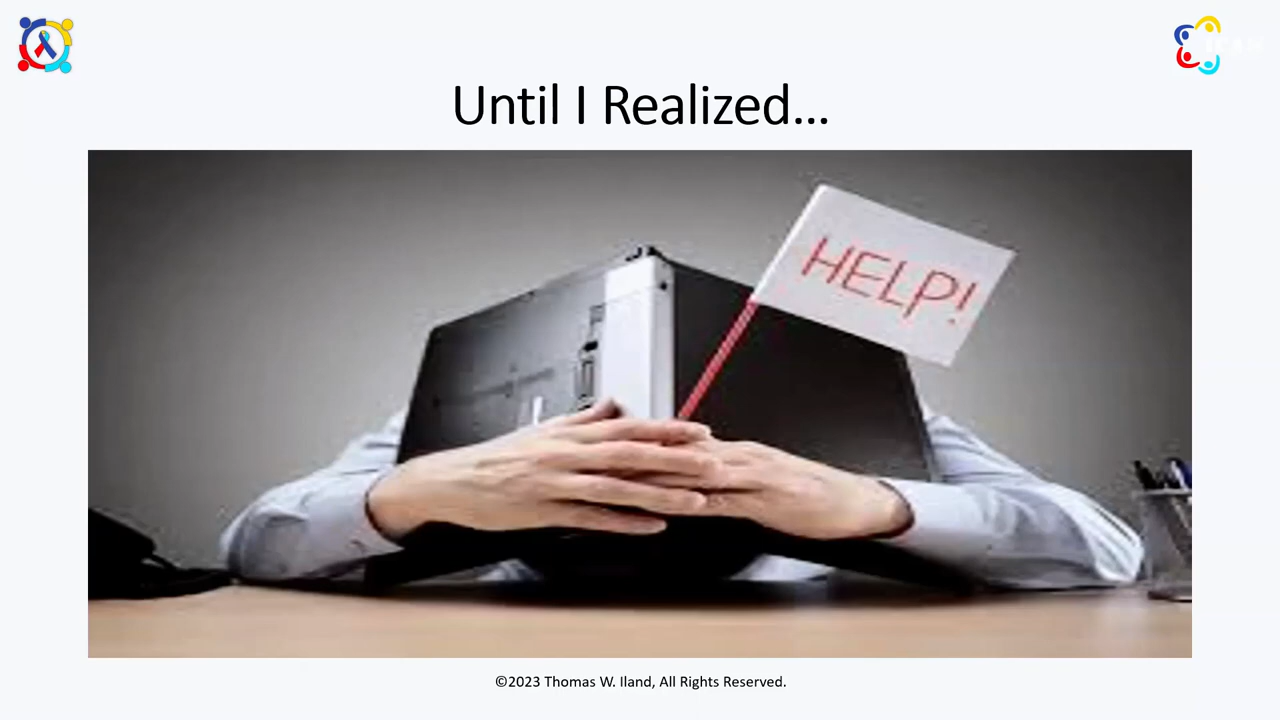 Until I Realized...
HELP!
©2023 Thomas W. Iland, All Rights Reserved.